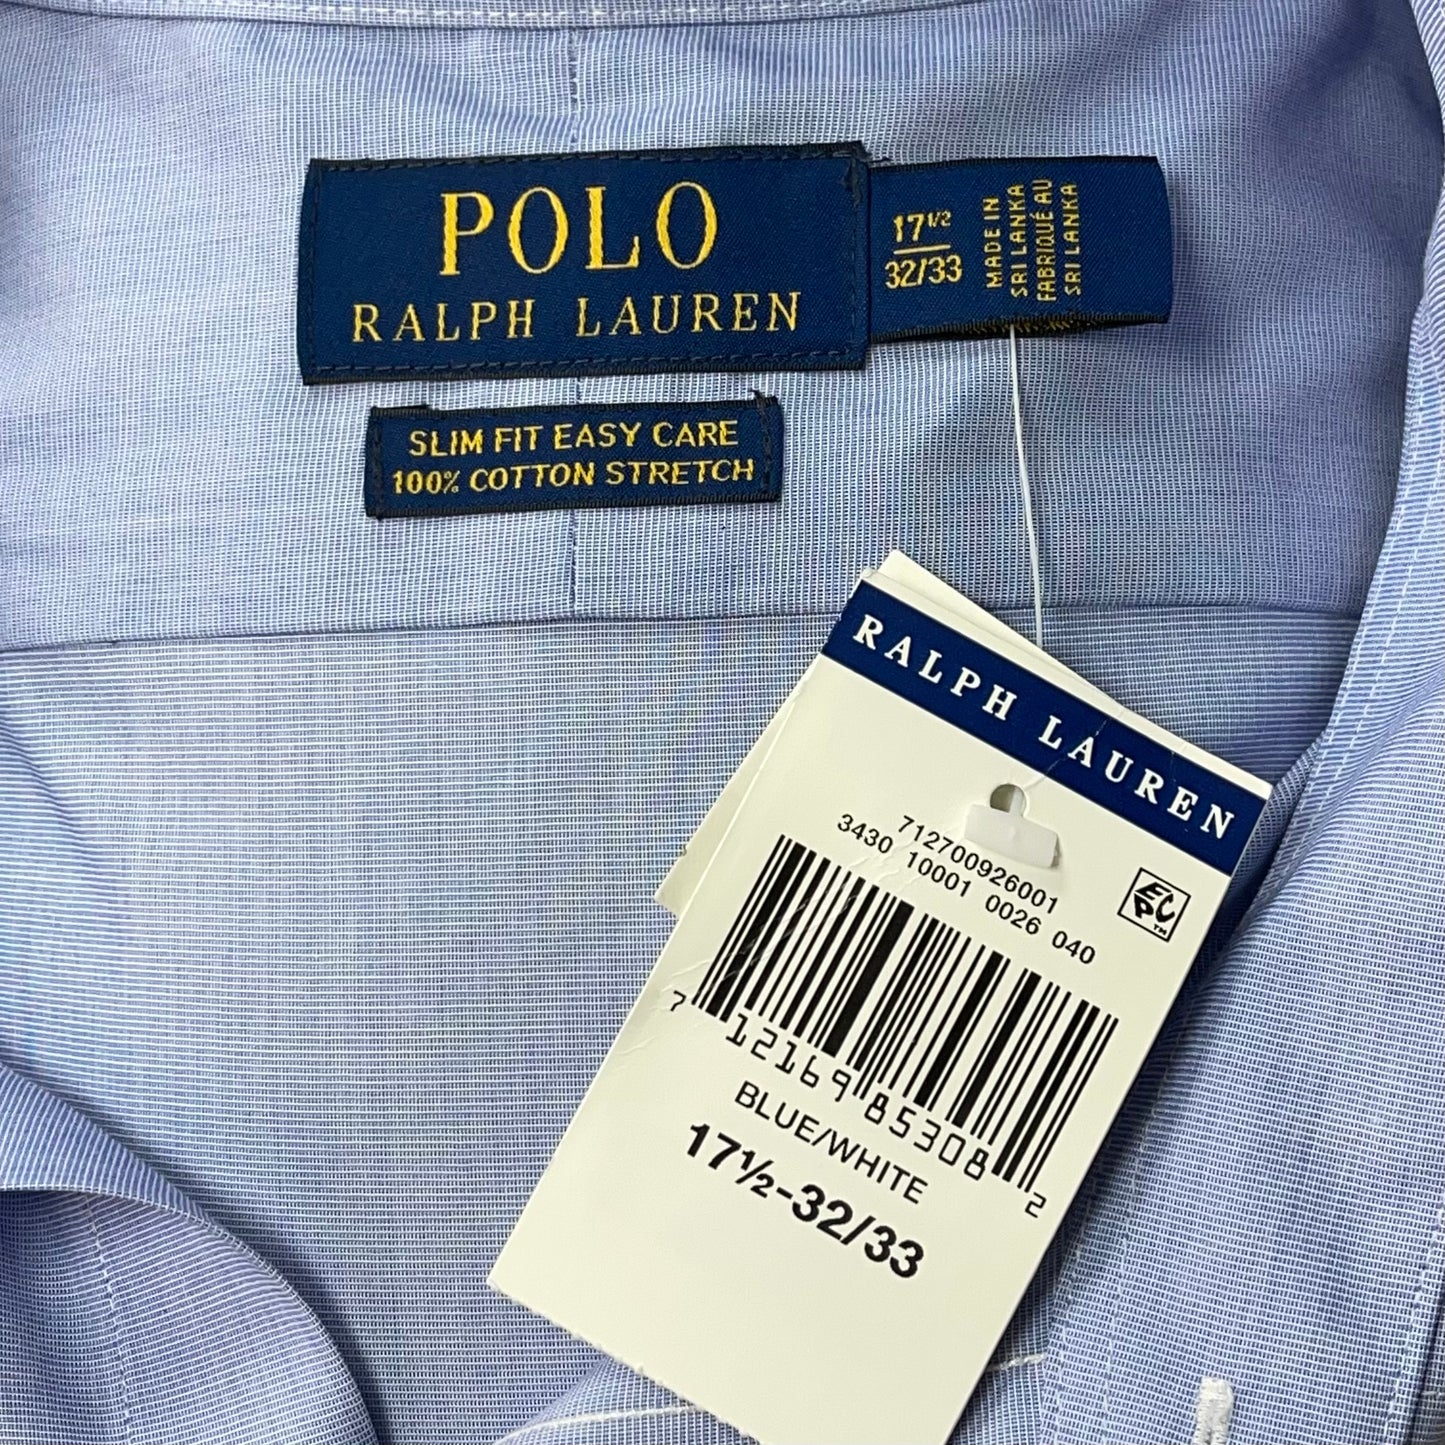 POLO
RALPH LAUREN
17 1/2
32/33
MADE IN
SRI LANKA
FABRIQUÉ AU
SRI LANKA
SLIM FIT EASY CARE
100% COTTON STRETCH
RALPH LAUREN
712700926001
3430 10001 0026 040
EPC™
7 12169 85308 2
BLUE/WHITE
17½-32/33